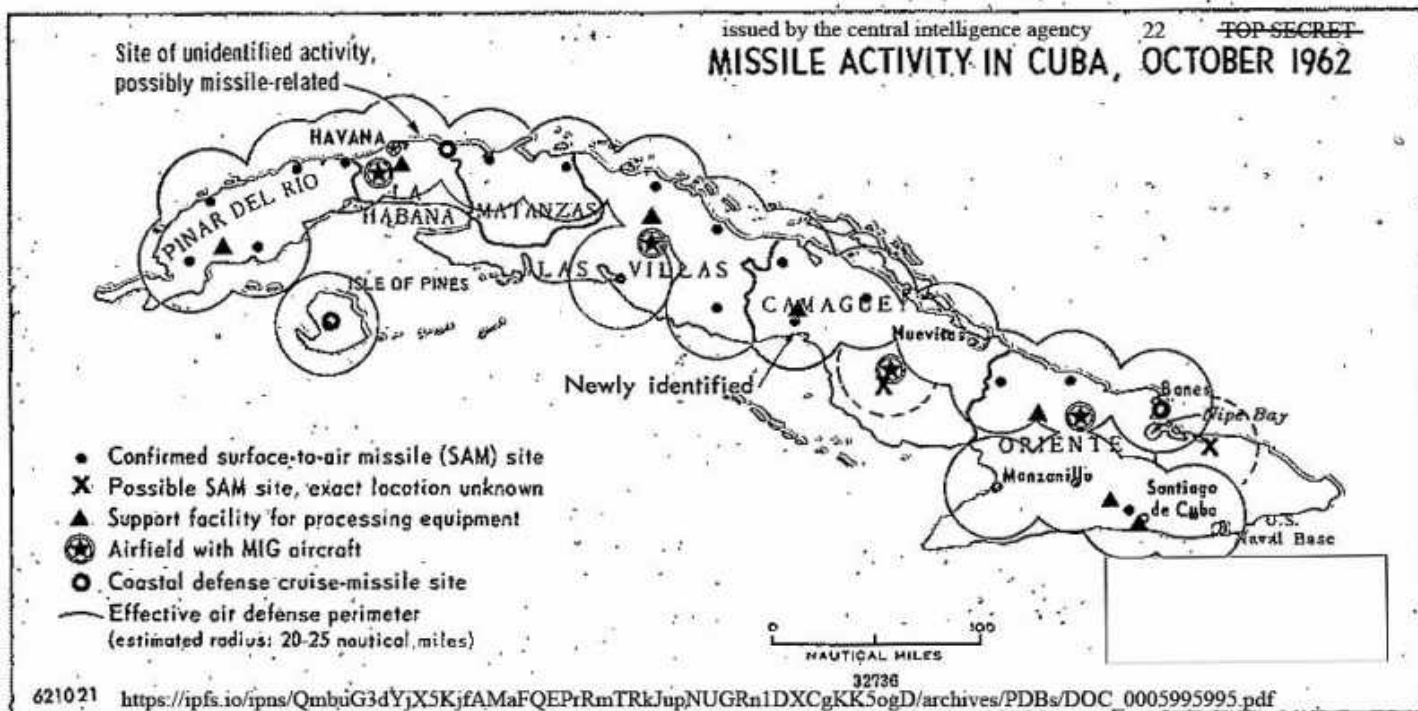 issued by the central intelligence agency 22 TOP SECRET
MISSILE ACTIVITY IN CUBA, OCTOBER 1962
Site of unidentified activity,
possibly missile-related
HAVANA
PINAR DEL RIO
LA
HABANA
MATANZAS
ISLE OF PINES
LAS VILLAS
CAMAGUEY
Nuevitas
Newly identified
Banes
Nipe Bay
ORIENTE
Manzanillo
Santiago
de Cuba
U.S.
Naval Base
Confirmed surface-to-air missile (SAM) site
X Possible SAM site, exact location unknown
Support facility for processing equipment
Airfield with MIG aircraft
Coastal defense cruise-missile site
Effective air defense perimeter
(estimated radius: 20-25 nautical miles)
0 100
NAUTICAL MILES
32736
621021 https://ipfs.io/ipns/QmbuG3dYjX5KjfAMaFQEPrRmTRkJupNUGRn1DXCgKK5ogD/archives/PDBs/DOC_0005995995.pdf